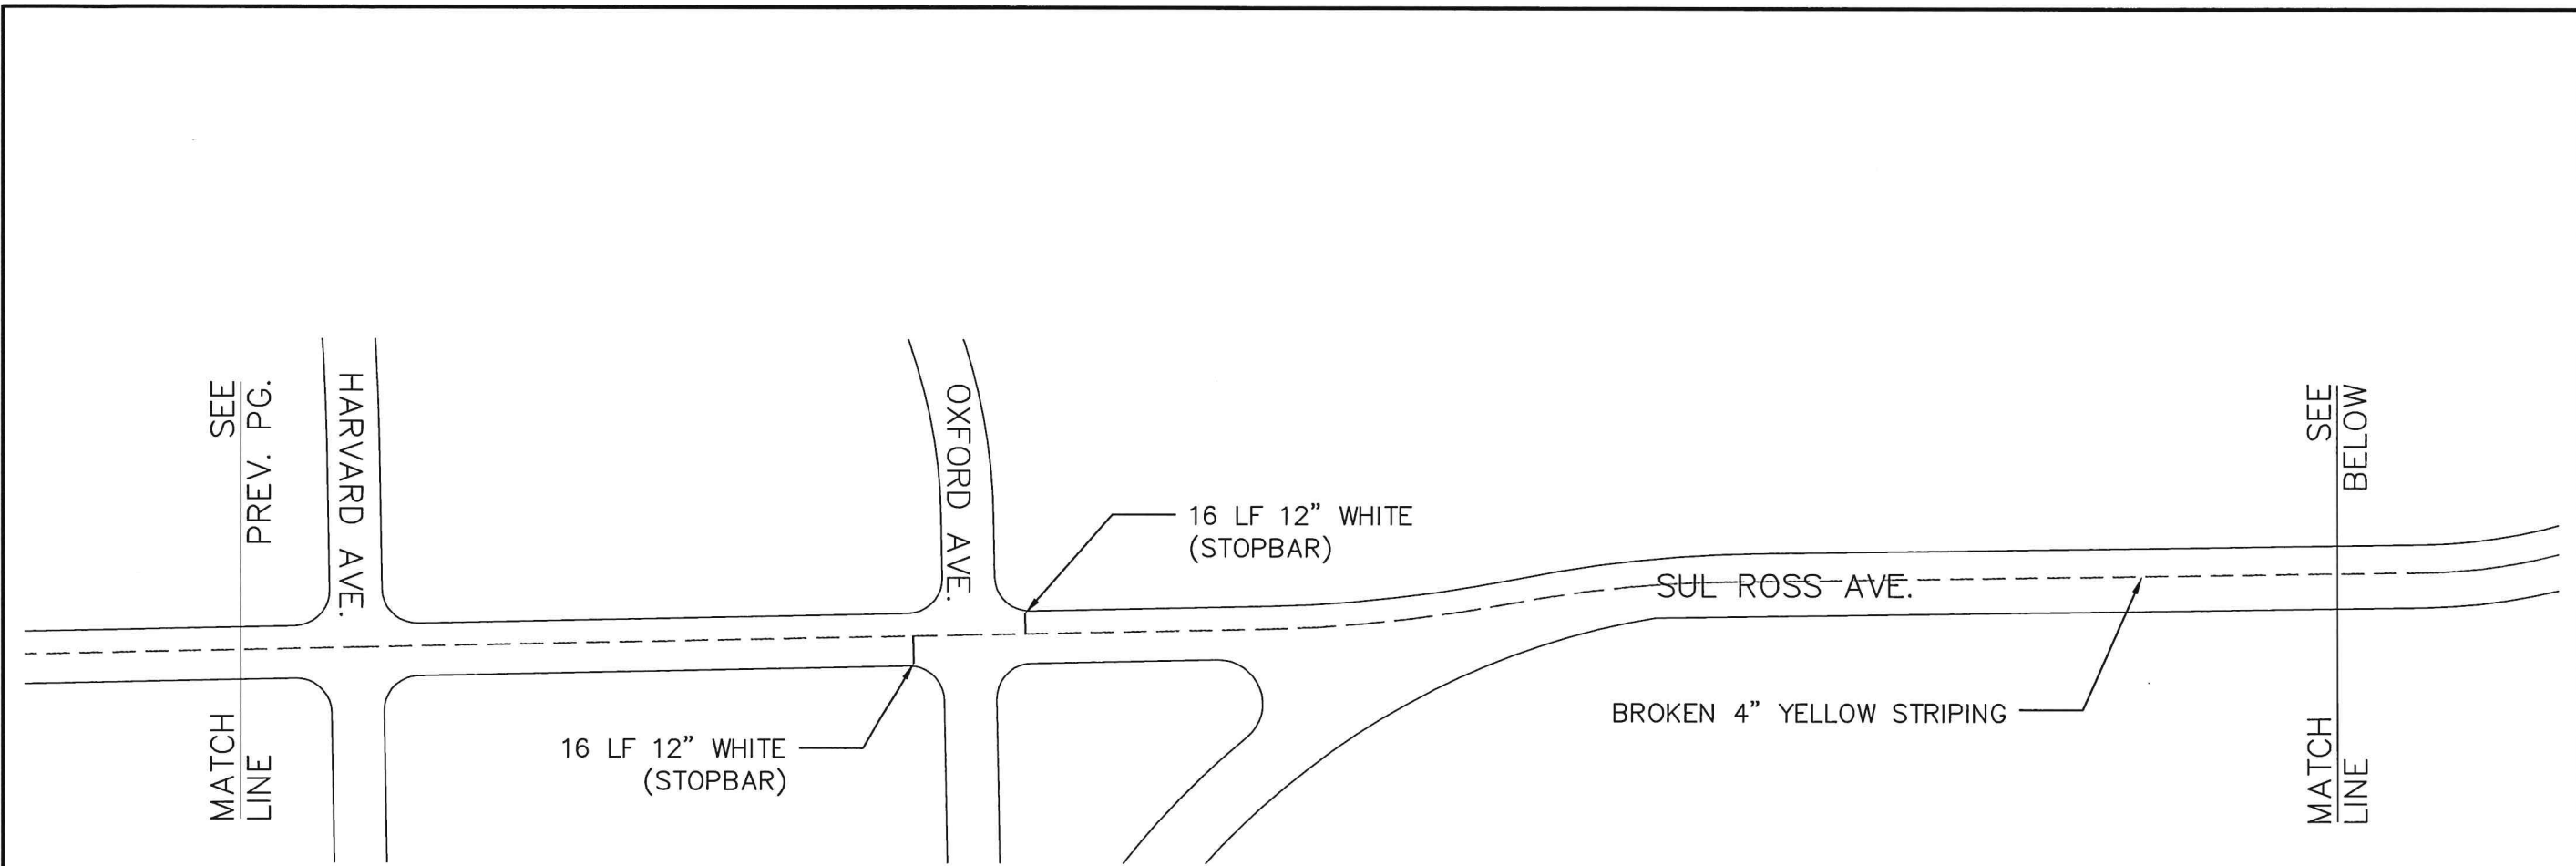 SEE
PREV. PG.
MATCH
LINE
HARVARD AVE.
OXFORD AVE.
16 LF 12” WHITE
(STOPBAR)
16 LF 12” WHITE
(STOPBAR)
SUL ROSS AVE.
BROKEN 4” YELLOW STRIPING
SEE
BELOW
MATCH
LINE